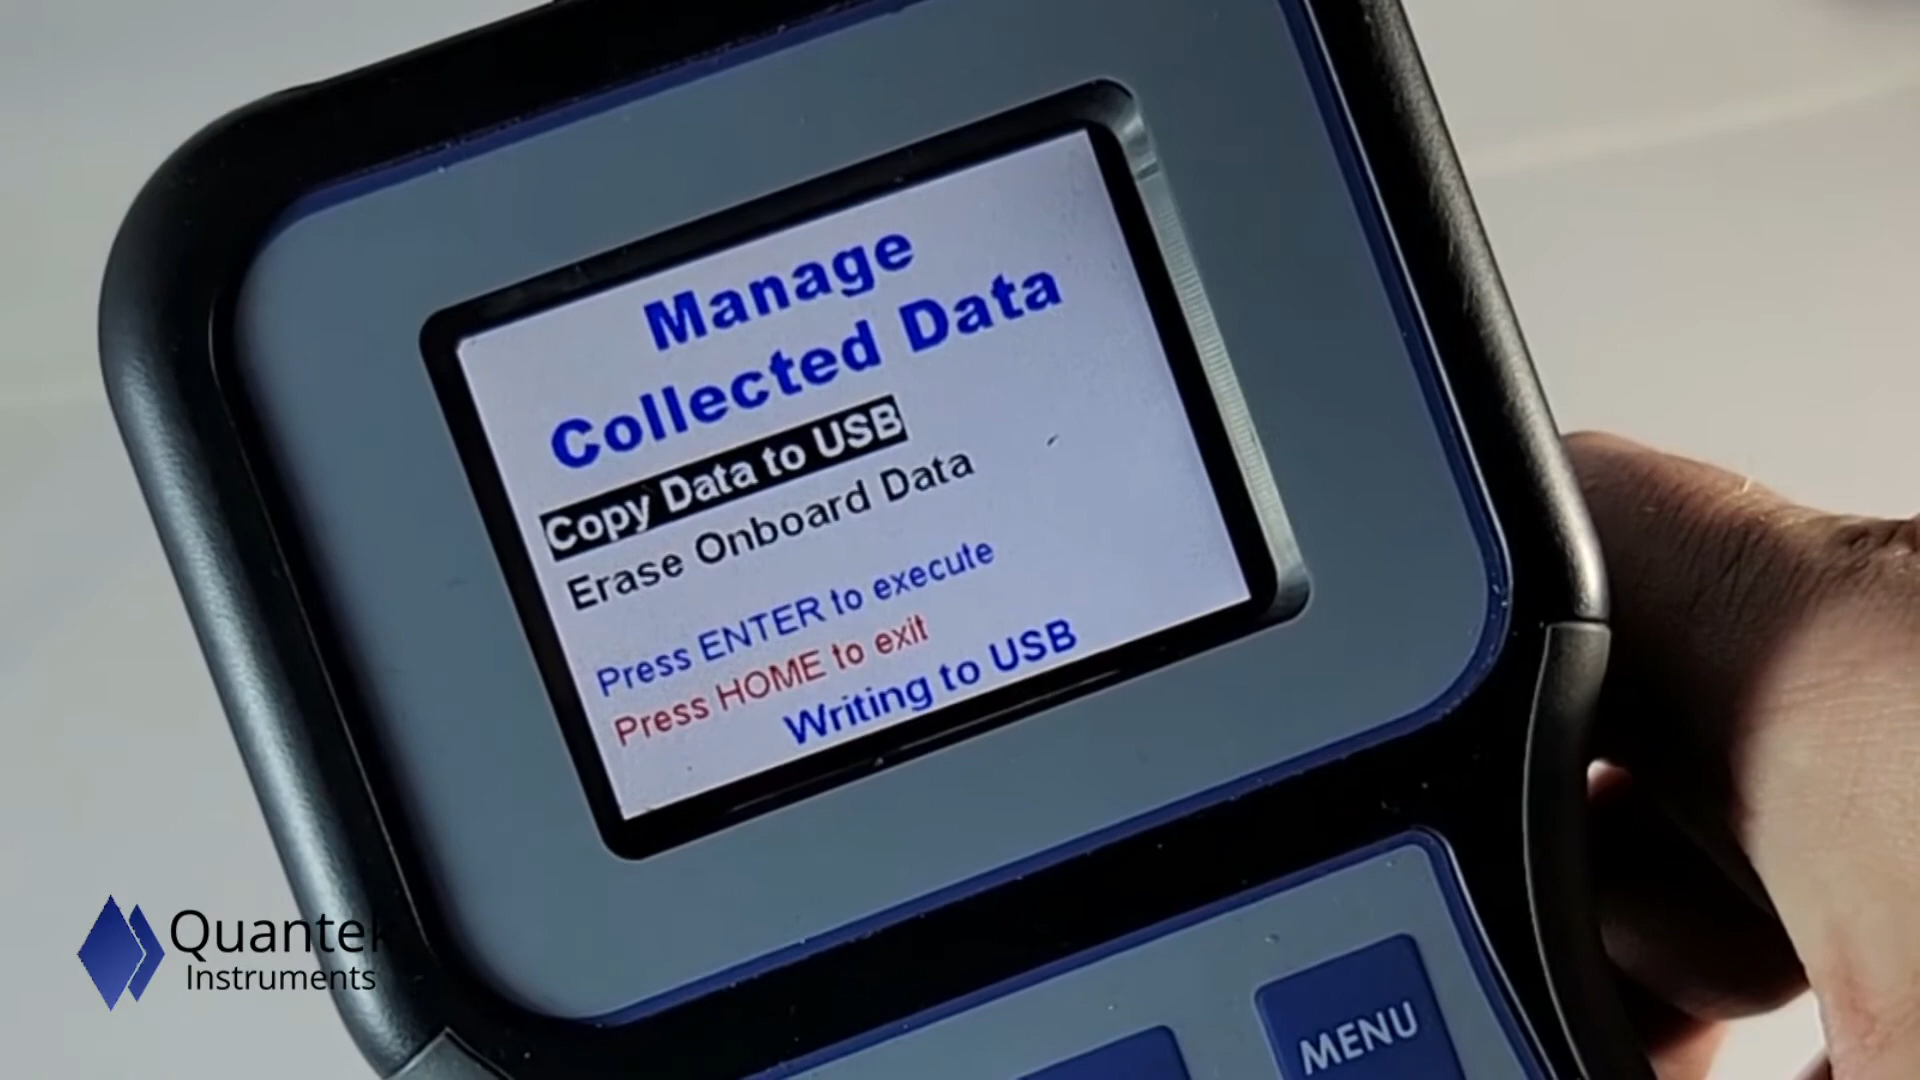 Manage
Collected Data
Copy Data to USB
Erase Onboard Data
Press ENTER to execute
Press HOME to exit
Writing to USB
MENU
Quantek
Instruments